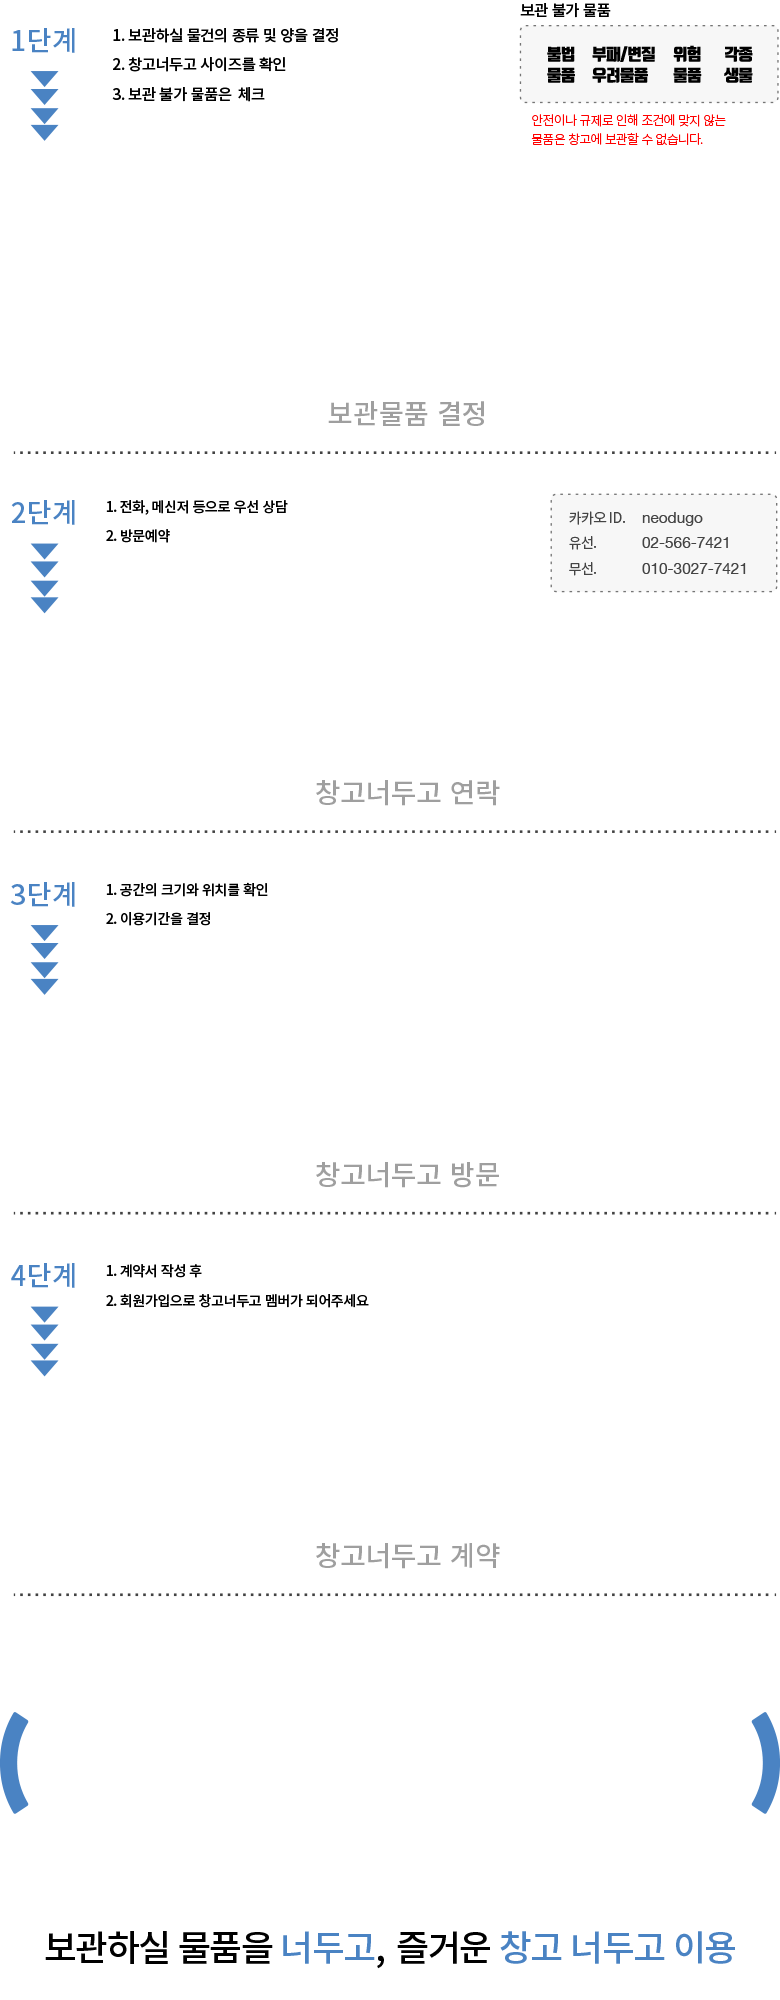 1단계
1. 보관하실 물건의 종류 및 양을 결정
2. 창고너두고 사이즈를 확인
3. 보관 불가 물품은 체크
보관 불가 물품
불법 부패/변질 위험 각종
물품 우려물품 물품 생물
안전이나 규제로 인해 조건에 맞지 않는
물품은 창고에 보관할 수 없습니다.
보관물품 결정
2단계
1. 전화, 메신저 등으로 우선 상담
2. 방문예약
카카오 ID. neodugo
유선. 02-566-7421
무선. 010-3027-7421
창고너두고 연락
3단계
1. 공간의 크기와 위치를 확인
2. 이용기간을 결정
창고너두고 방문
4단계
1. 계약서 작성 후
2. 회원가입으로 창고너두고 멤버가 되어주세요
창고너두고 계약
보관하실 물품을 너두고, 즐거운 창고 너두고 이용